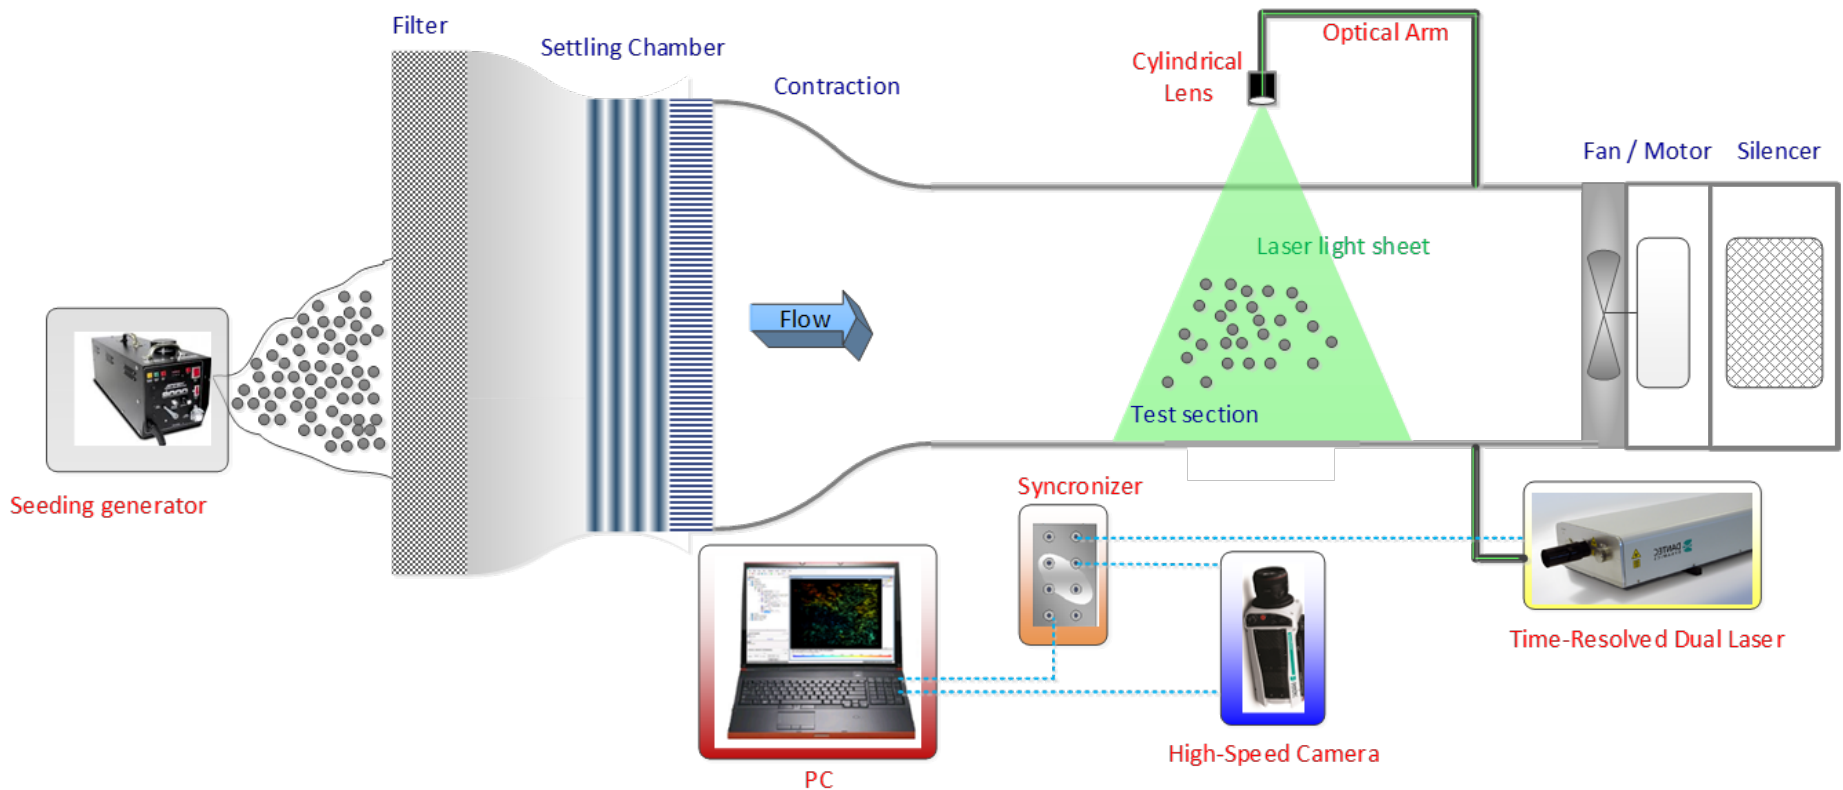 Filter
Settling Chamber
Contraction
Cylindrical
Lens
Optical Arm
Fan / Motor
Silencer
Laser light sheet
Flow
Test section
Seeding generator
Syncronizer
DANTEC
Time-Resolved Dual Laser
High-Speed Camera
PC